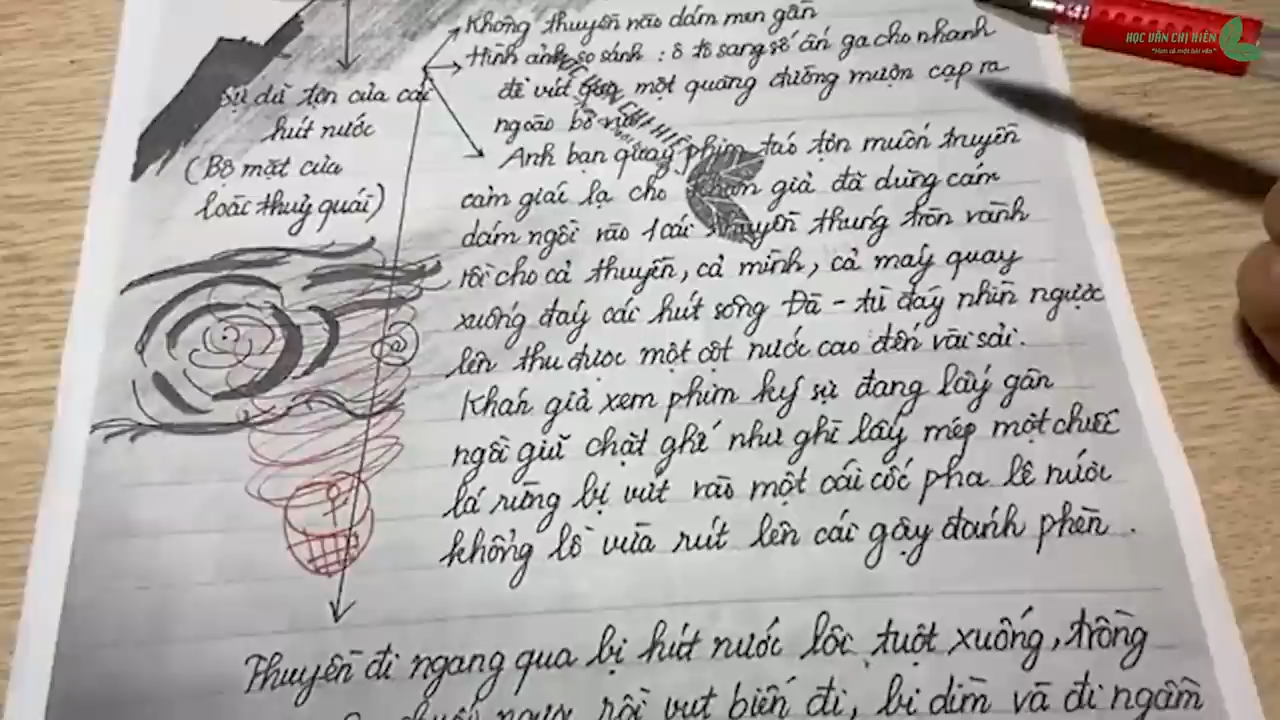 Không thuyền nào dám men gần
Hình ảnh so sánh : ô tô sang số ấn ga cho nhanh
để vút qua một quãng đường mượn cạp ra
ngoài bờ vực
Sự dữ tợn của cái
hút nước
(Bộ mặt của
loài thuỷ quái)
Anh bạn quay phim táo tợn muốn truyền
cảm giác lạ cho khán giả đã dũng cảm
dám ngồi vào 1 cái thuyền thúng tròn vành
rồi cho cả thuyền, cả mình, cả máy quay
xuống đáy cái hút sông Đà - từ đáy nhìn ngược
lên thu được một cột nước cao đến vài sải.
Khán giả xem phim ký sự đang lấy gân
ngồi giữ chặt ghế như ghì lấy mép một chiếc
lá rừng bị vứt vào một cái cốc pha lê nước
khổng lồ vừa rút lên cái gậy đánh phèn .
Thuyền đi ngang qua bị hút nước lôi tuột xuống, trồng
ngay rồi vụt biến đi, bị dìm và đi ngầm
HỌC VĂN CHỊ HIÊN